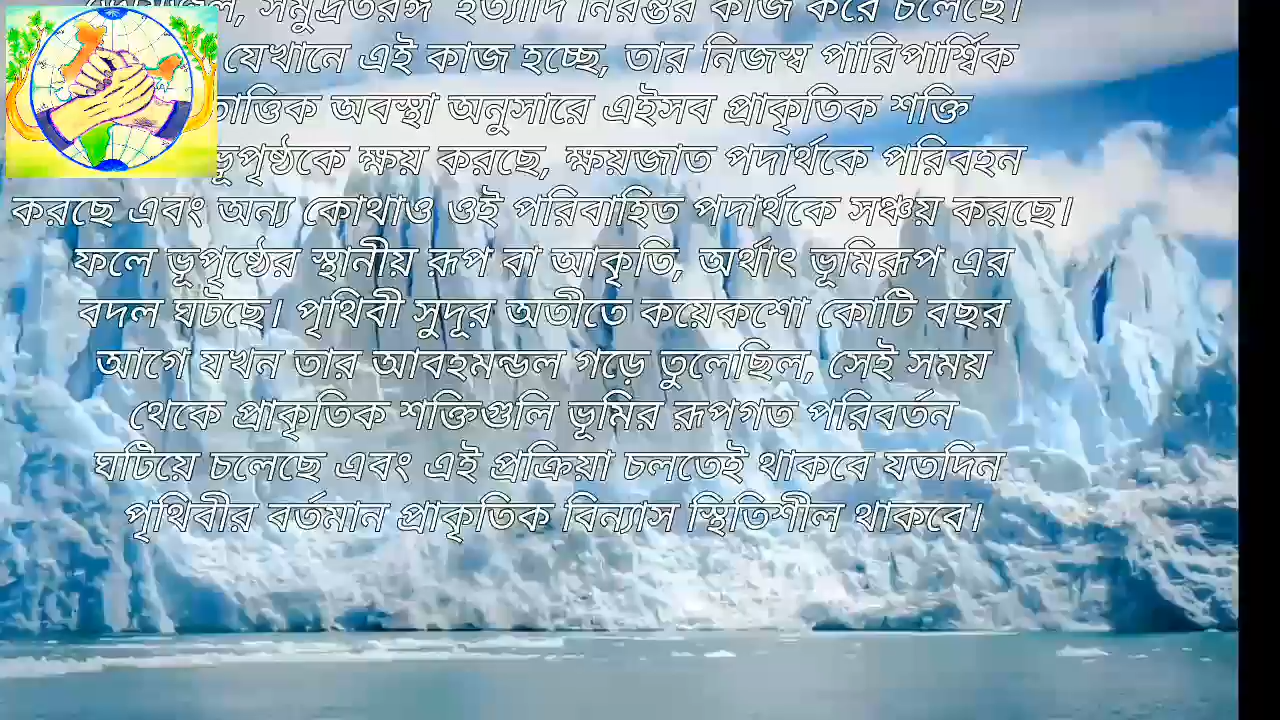 সমুদ্রতরঙ্গ ইত্যাদি নিরন্তর কাজ করে চলেছে।
যেখানে এই কাজ হচ্ছে, তার নিজস্ব পারিপার্শ্বিক
অবস্থা অনুসারে এইসব প্রাকৃতিক শক্তি
ভূপৃষ্ঠকে ক্ষয় করছে, ক্ষয়জাত পদার্থকে পরিবহন
করছে এবং অন্য কোথাও ওই পরিবাহিত পদার্থকে সঞ্চয় করছে।
ফলে ভূপৃষ্ঠের স্থানীয় রূপ বা আকৃতি, অর্থাৎ ভূমিরূপ এর
বদল ঘটছে। পৃথিবী সুদূর অতীতে কয়েকশো কোটি বছর
আগে যখন তার আবহমন্ডল গড়ে তুলেছিল, সেই সময়
থেকে প্রাকৃতিক শক্তিগুলি ভূমির রূপগত পরিবর্তন
ঘটিয়ে চলেছে এবং এই প্রক্রিয়া চলতেই থাকবে যতদিন
পৃথিবীর বর্তমান প্রাকৃতিক বিন্যাস স্থিতিশীল থাকবে।